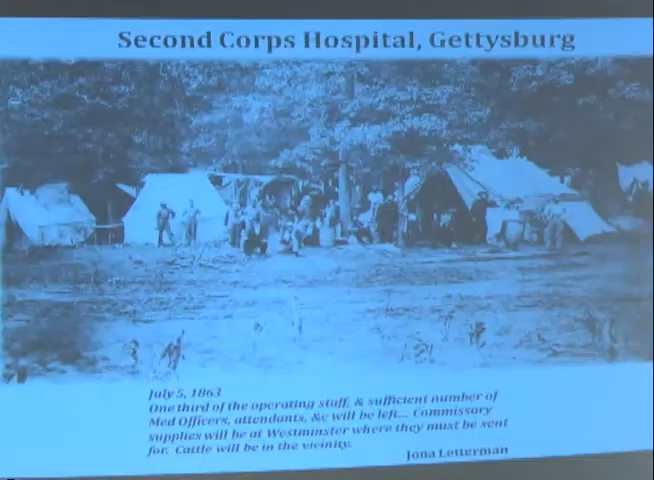 Second Corps Hospital, Gettysburg
July 5, 1863
One third of the operating staff, & sufficient number of
Med Officers, attendants, &c will be left... Commissary
supplies will be at Westminster where they must be sent
for. Cattle will be in the vicinity.
Jona Letterman